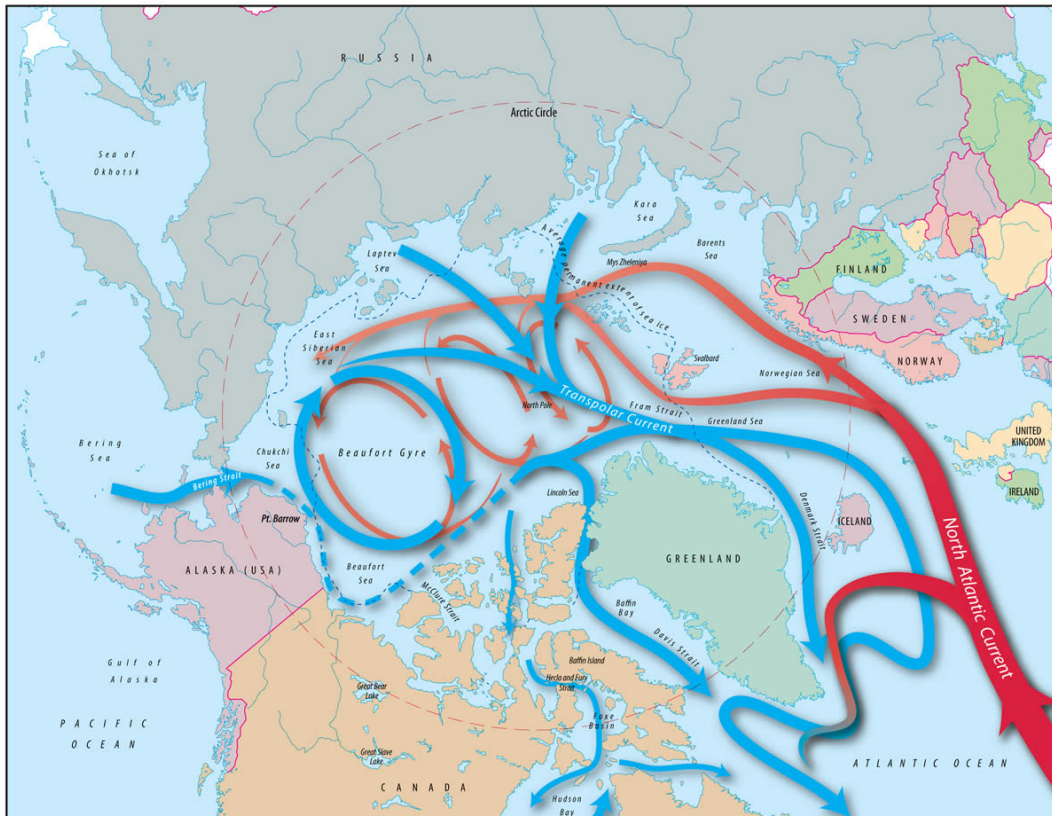 RUSSIA
Arctic Circle
Sea of
Okhotsk
Kara
Sea
Barents
Sea
Laptev
Sea
Average permanent extent of sea ice
Mys Zheleniya
FINLAND
SWEDEN
NORWAY
East
Siberian
Sea
Svalbard
Norwegian Sea
North Pole
Transpolar Current
Fram Strait
Greenland Sea
UNITED
KINGDOM
IRELAND
Bering
Sea
Chukchi
Sea
Beaufort Gyre
Bering Strait
Lincoln Sea
Pt. Barrow
Denmark Strait
ICELAND
North Atlantic Current
ALASKA (USA)
Beaufort
Sea
McClure Strait
GREENLAND
Baffin
Bay
Davis Strait
Gulf of
Alaska
Baffin Island
Hecla and Eury
Strait
Great Bear
Lake
Foxe
Basin
PACIFIC
OCEAN
Great Slave
Lake
ATLANTIC OCEAN
CANADA
Hudson
Bay